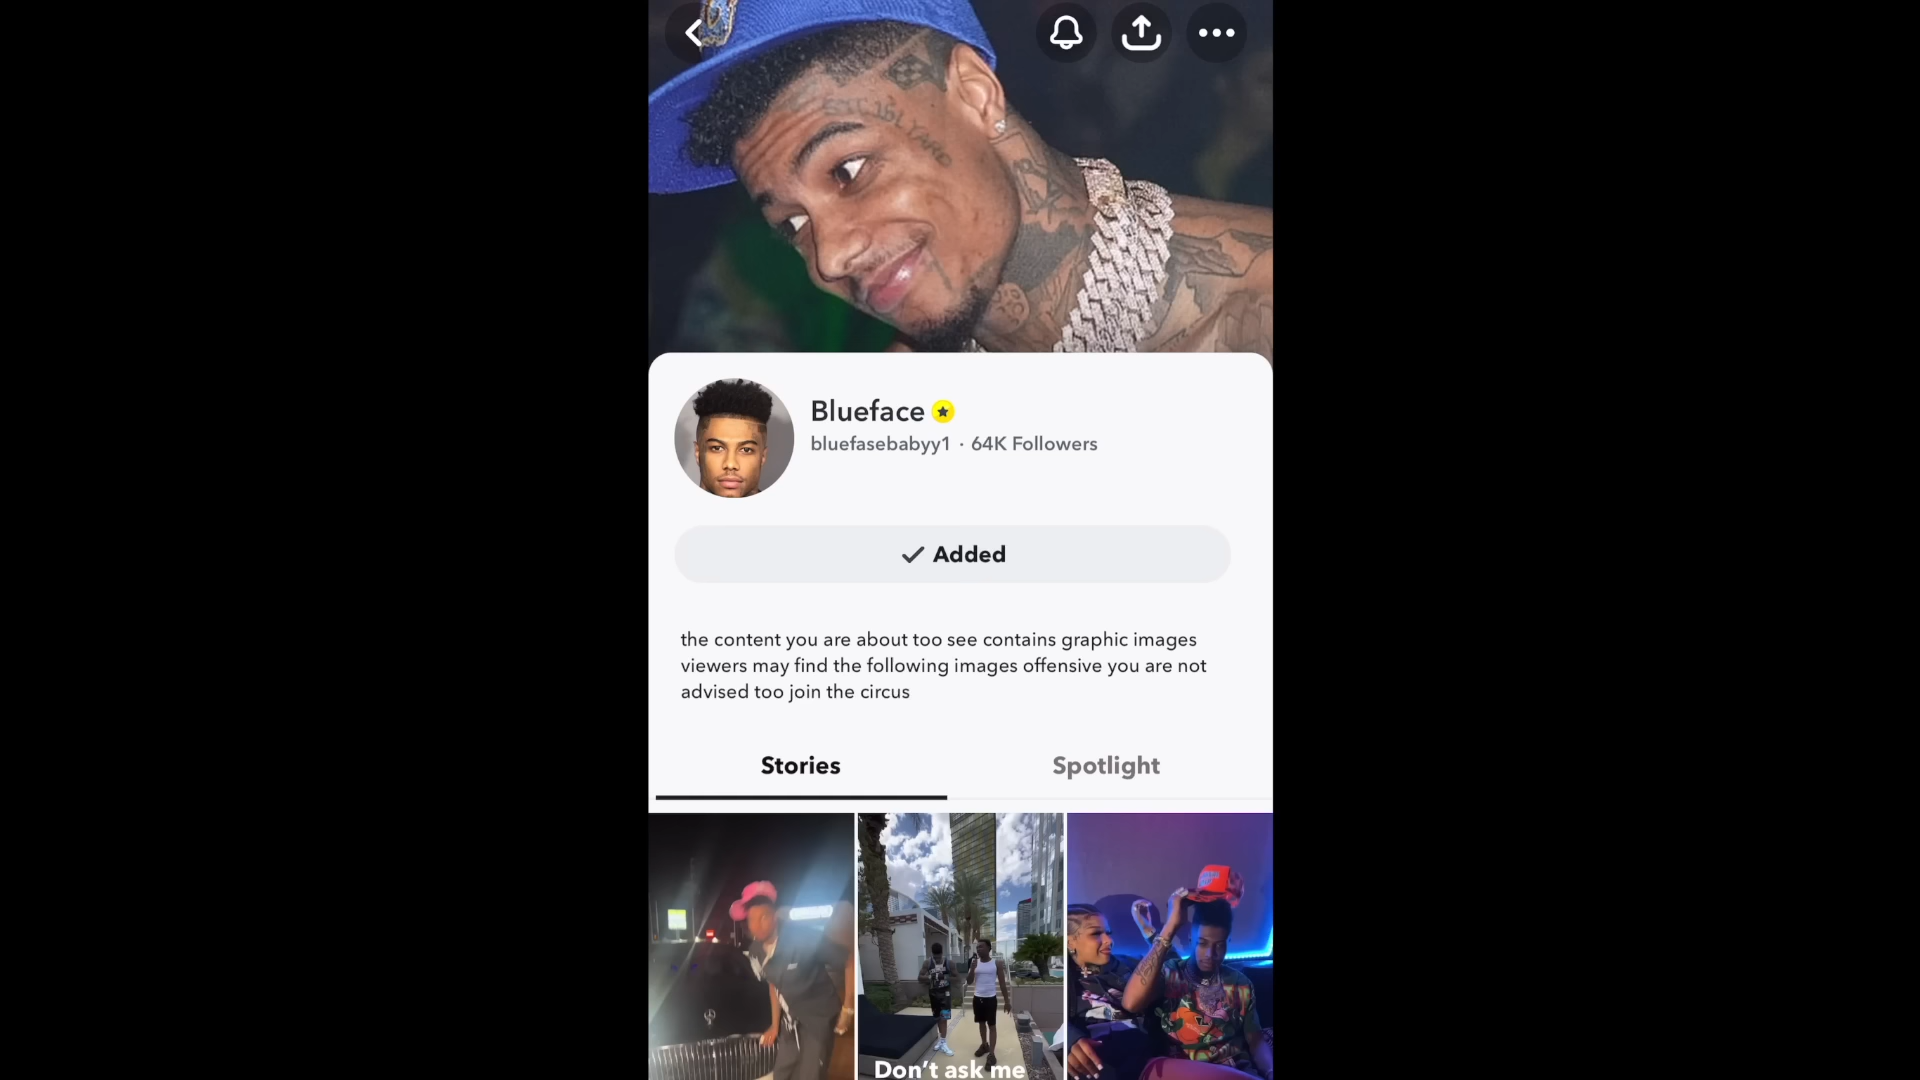 Blueface
bluefasebabyy1 · 64K Followers
Added
the content you are about too see contains graphic images
viewers may find the following images offensive you are not
advised too join the circus
Stories
Spotlight
Don't ask me